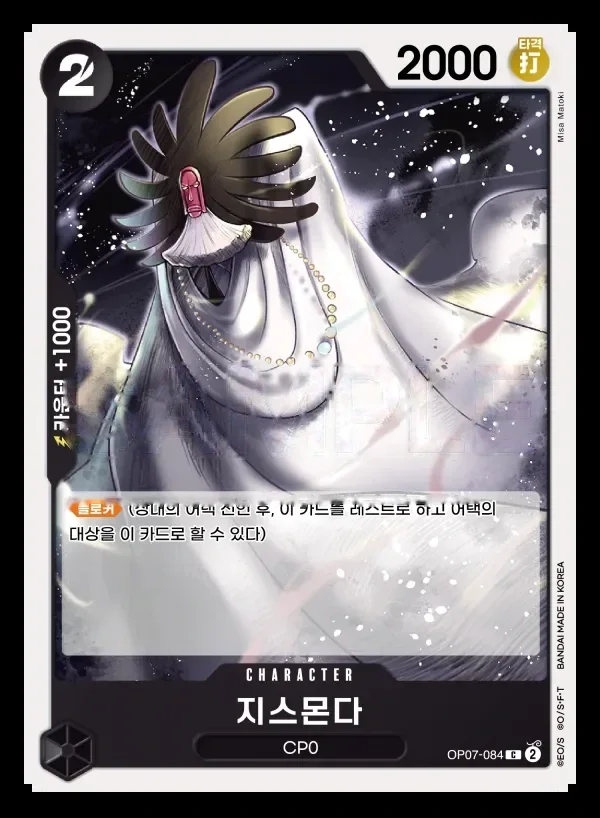 2
2000
타격
打
Misa Matoki
카운터 +1000
SAMPLE
블로커 (상대의 어택 선언 후, 이 카드를 레스트로 하고 어택의
대상을 이 카드로 할 수 있다)
CHARACTER
지스몬다
CP0
OP07-084 C 2
©EO/S ©O/S·F·T BANDAI MADE IN KOREA